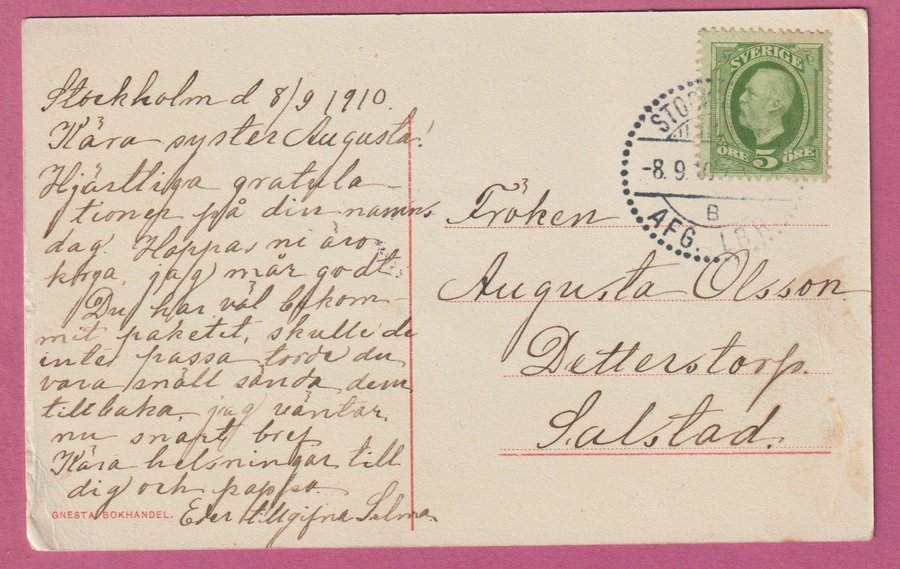 Stockholm d 8/9 1910.
Kära syster Augusta!
Hjärtliga gratula-
tioner på din namns
dag. Hoppas ni äro
krya, jag mår godt.
Du har väl bekom-
mit paketet, skulle de
inte passa torde du
vara snäll sända dem
tillbaka, jag väntar
nu snart bref
Kära helsningar till
dig och pappa.
Eder tillgifna Selma.
GNESTA BOKHANDEL.
SVERIGE
ÖRE 5 ÖRE
STOC
-8.9.
B
AFG. LBR.
Fröken
Augusta Olsson
Detterstorp.
Salstad.